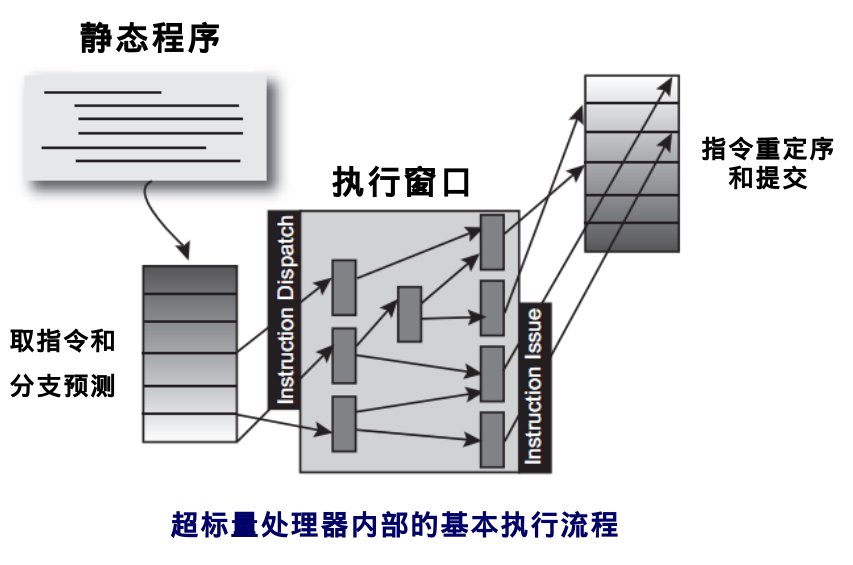 静态程序
执行窗口
指令重定序
和提交
Instruction Dispatch
取指令和
分支预测
Instruction Issue
超标量处理器内部的基本执行流程